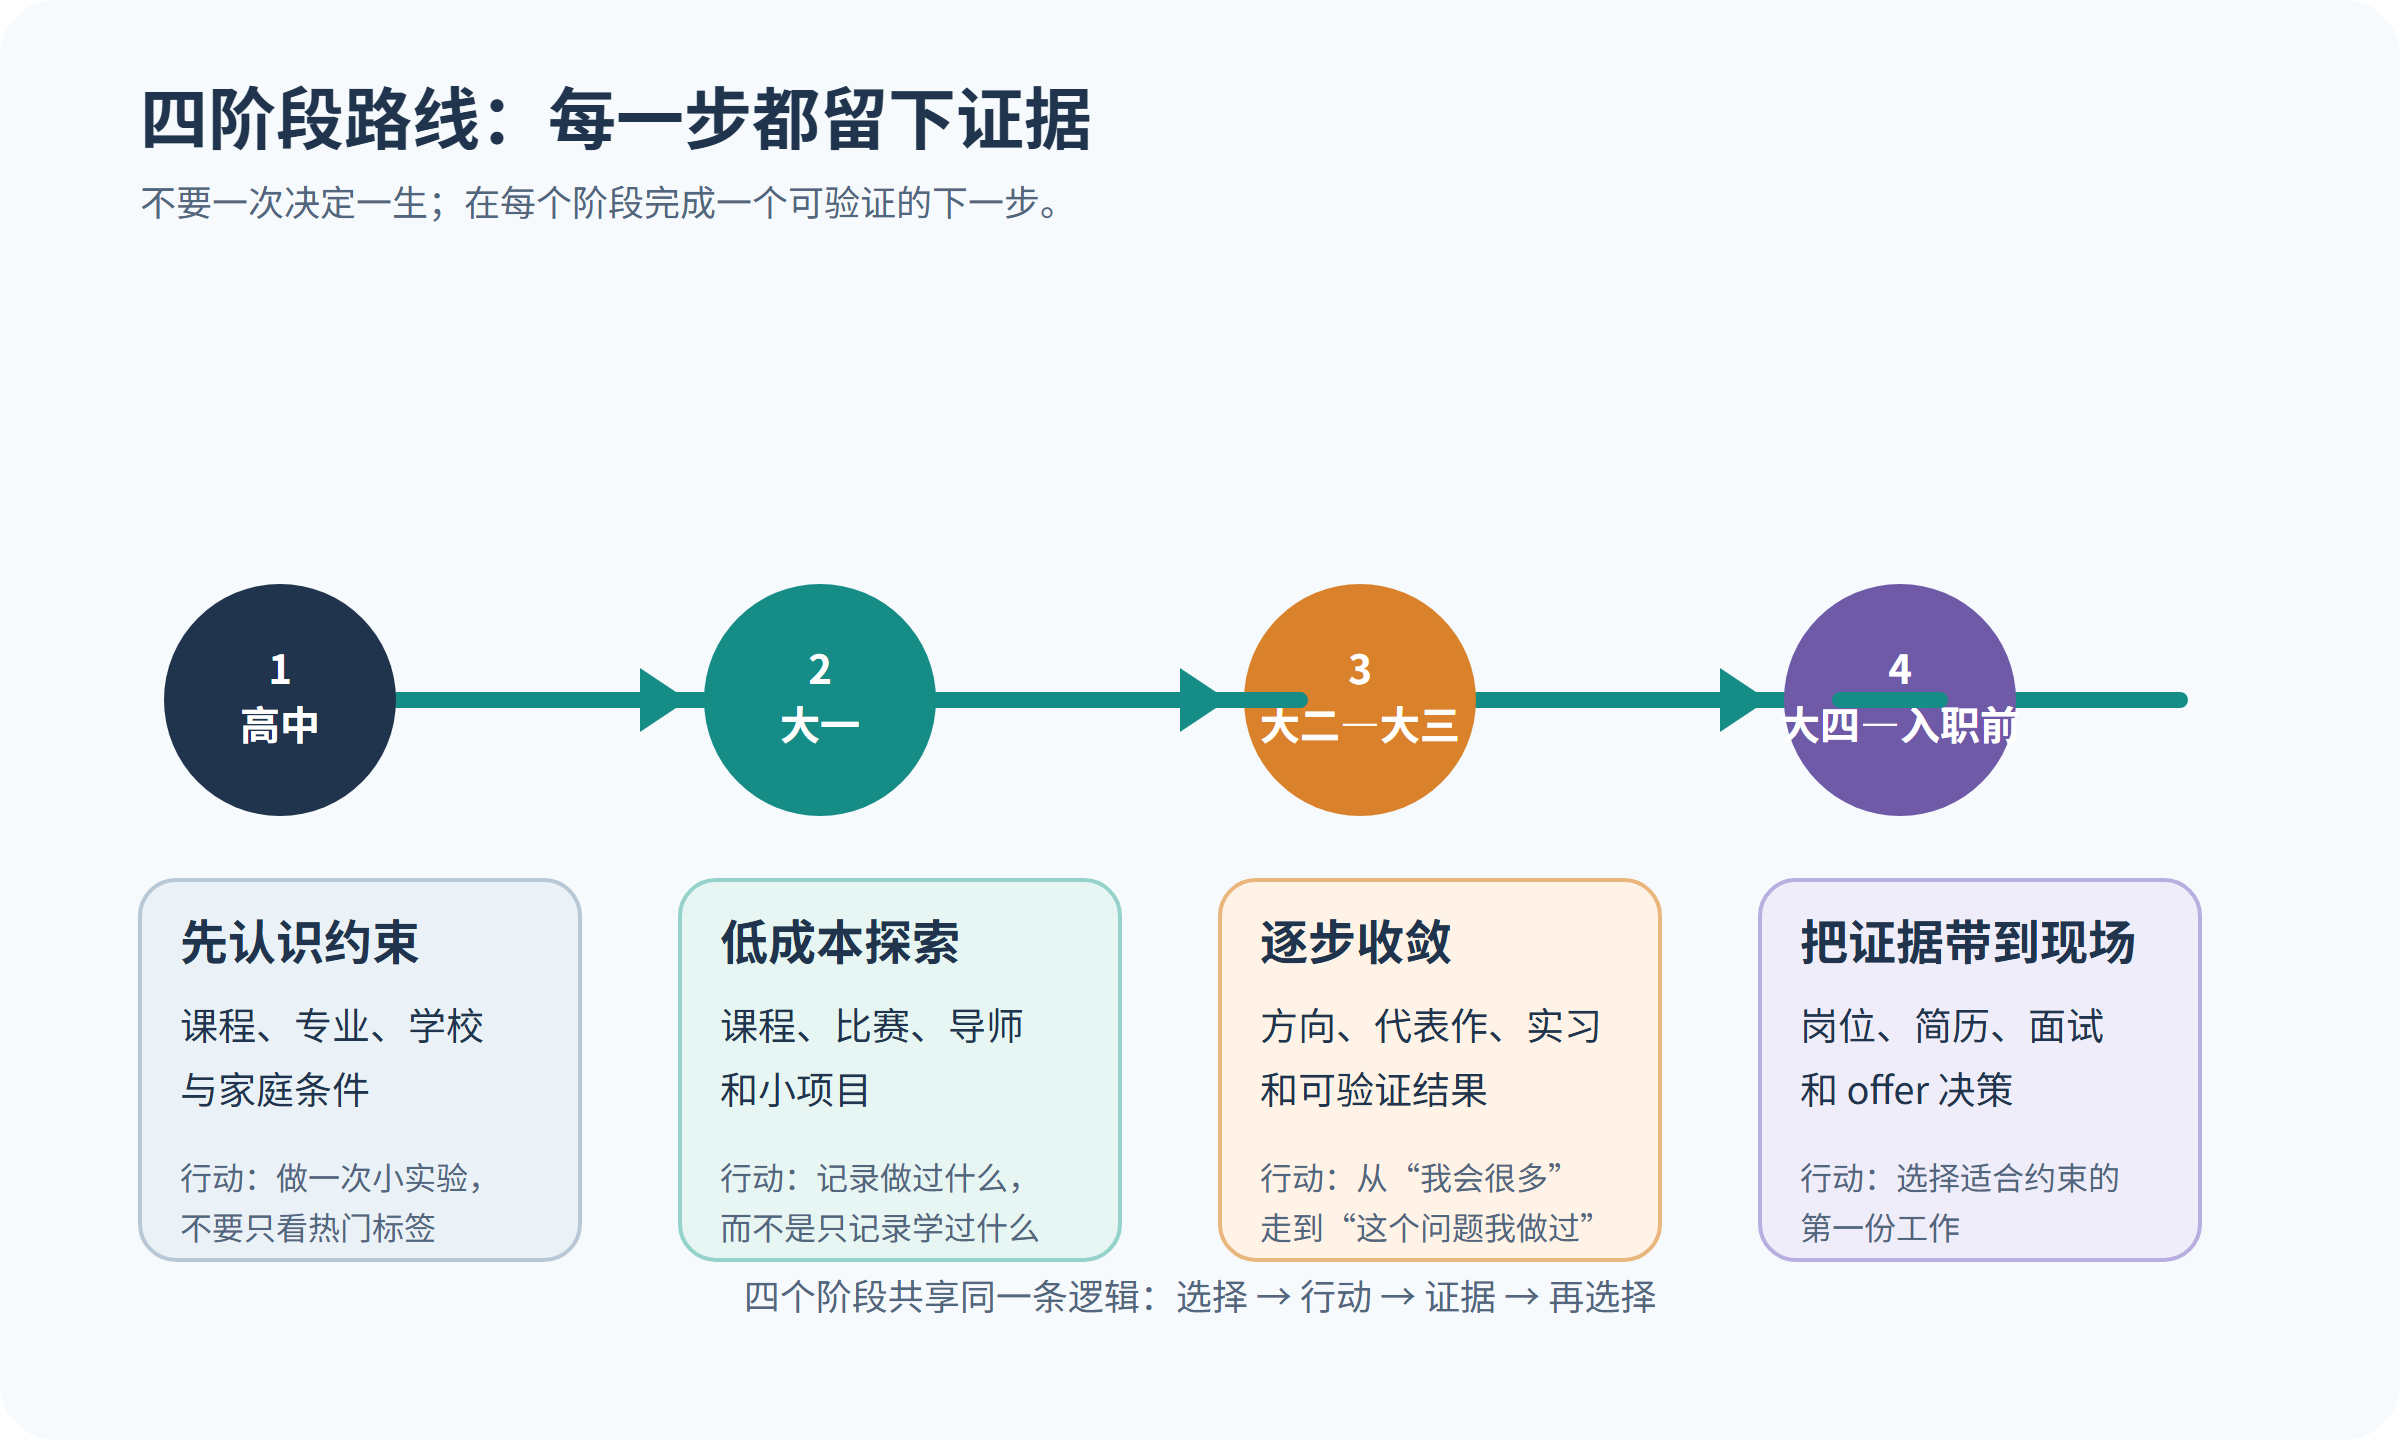 四阶段路线：每一步都留下证据
不要一次决定一生；在每个阶段完成一个可验证的下一步。
1
高中
2
大一
3
大二—大三
4
大四—入职前
先认识约束
课程、专业、学校
与家庭条件
行动：做一次小实验，
不要只看热门标签
低成本探索
课程、比赛、导师
和小项目
行动：记录做过什么，
而不是只记录学过什么
逐步收敛
方向、代表作、实习
和可验证结果
行动：从“我会很多”
走到“这个问题我做过”
把证据带到现场
岗位、简历、面试
和 offer 决策
行动：选择适合约束的
第一份工作
四个阶段共享同一条逻辑：选择 → 行动 → 证据 → 再选择